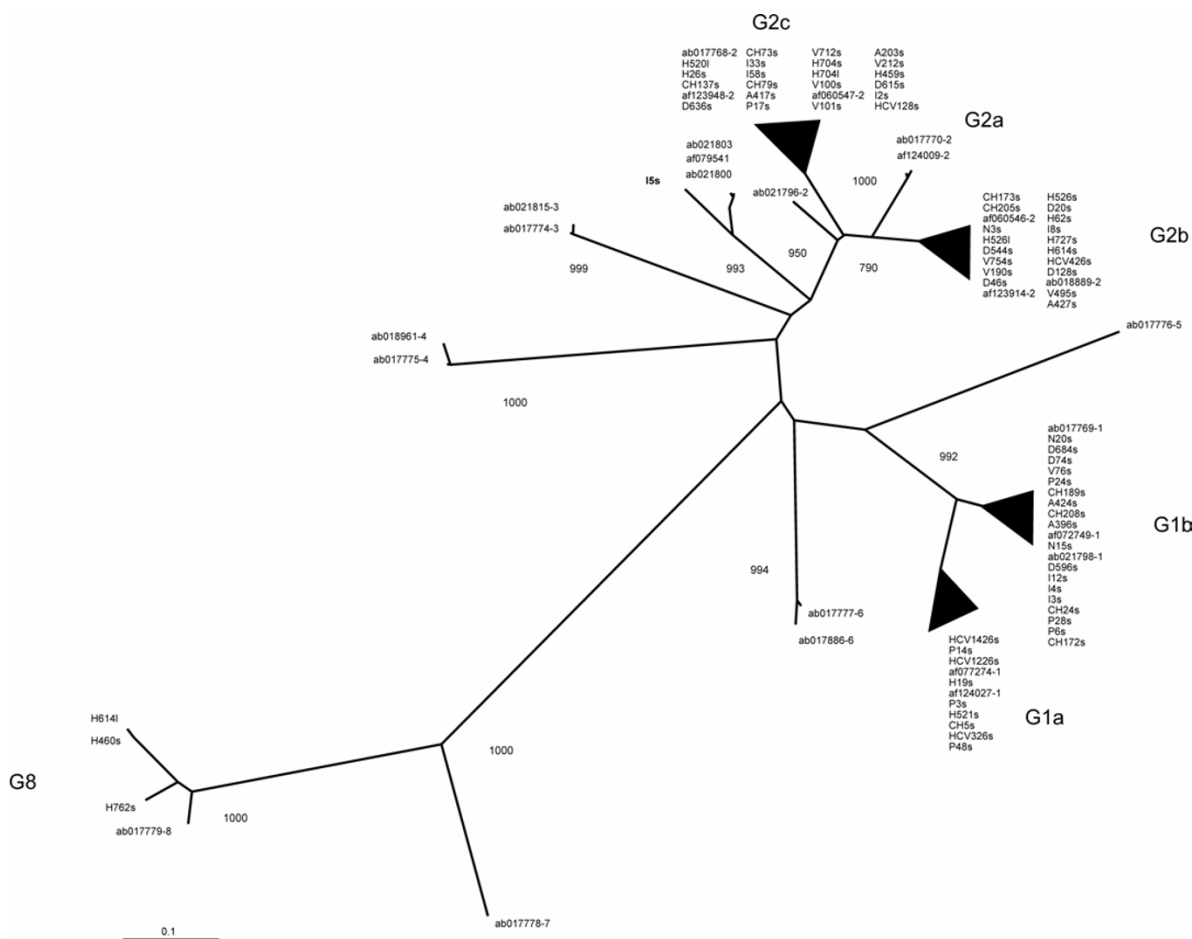 G2c
ab017768-2 CH73s V712s A203s
H520l I33s H704s V212s
H26s I58s H704l H459s
CH137s CH79s V100s D615s
af123948-2 A417s af060547-2 I2s
D636s P17s V101s HCV128s
G2a
ab017770-2
af124009-2
1000
ab021803
af079541
ab021800
I5s
ab021796-2
ab021815-3
ab017774-3
999
993
950
790
CH173s H526s
CH205s D20s
af060546-2 H62s
N3s I8s
H526l H727s
D544s H614s
V754s HCV426s
V190s D128s
D46s ab018889-2
af123914-2 V495s
A427s
G2b
ab017776-5
ab018961-4
ab017775-4
1000
992
ab017769-1
N20s
D684s
D74s
V76s
P24s
CH189s
A424s
CH208s
A396s
af072749-1
N15s
ab021798-1
D596s
I12s
I4s
I3s
CH24s
P28s
P6s
CH172s
G1b
994
ab017777-6
ab017886-6
HCV1426s
P14s
HCV1226s
af077274-1
H19s
af124027-1
P3s
H521s
CH5s
HCV326s
P48s
G1a
H614l
H460s
1000
G8
H762s
ab017779-8
1000
ab017778-7
0.1